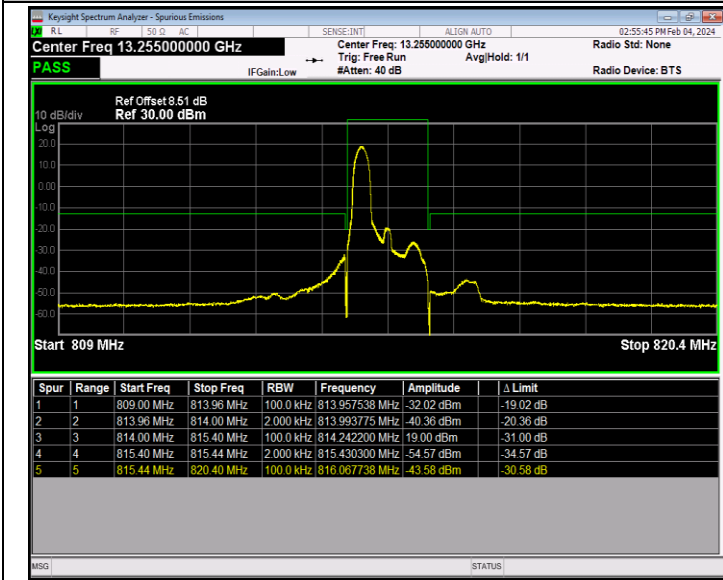 Keysight Spectrum Analyzer - Spurious Emissions
RL RF 50 Ω AC SENSE:INT ALIGN AUTO 02:55:45 PM Feb 04, 2024
Center Freq 13.255000000 GHz Center Freq: 13.255000000 GHz Radio Std: None
Trig: Free Run Avg|Hold: 1/1
PASS IFGain:Low #Atten: 40 dB Radio Device: BTS
Ref Offset 8.51 dB
10 dB/div Ref 30.00 dBm
Log
20.0
10.0
0.00
-10.0
-20.0
-30.0
-40.0
-50.0
-60.0
Start 809 MHz Stop 820.4 MHz
Spur Range Start Freq Stop Freq RBW Frequency Amplitude Δ Limit
1 1 809.00 MHz 813.96 MHz 100.0 kHz 813.957538 MHz -32.02 dBm -19.02 dB
2 2 813.96 MHz 814.00 MHz 2.000 kHz 813.993775 MHz -40.36 dBm -20.36 dB
3 3 814.00 MHz 815.40 MHz 100.0 kHz 814.242200 MHz 19.00 dBm -31.00 dB
4 4 815.40 MHz 815.44 MHz 2.000 kHz 815.430300 MHz -54.57 dBm -34.57 dB
5 5 815.44 MHz 820.40 MHz 100.0 kHz 816.067738 MHz -43.58 dBm -30.58 dB
MSG STATUS